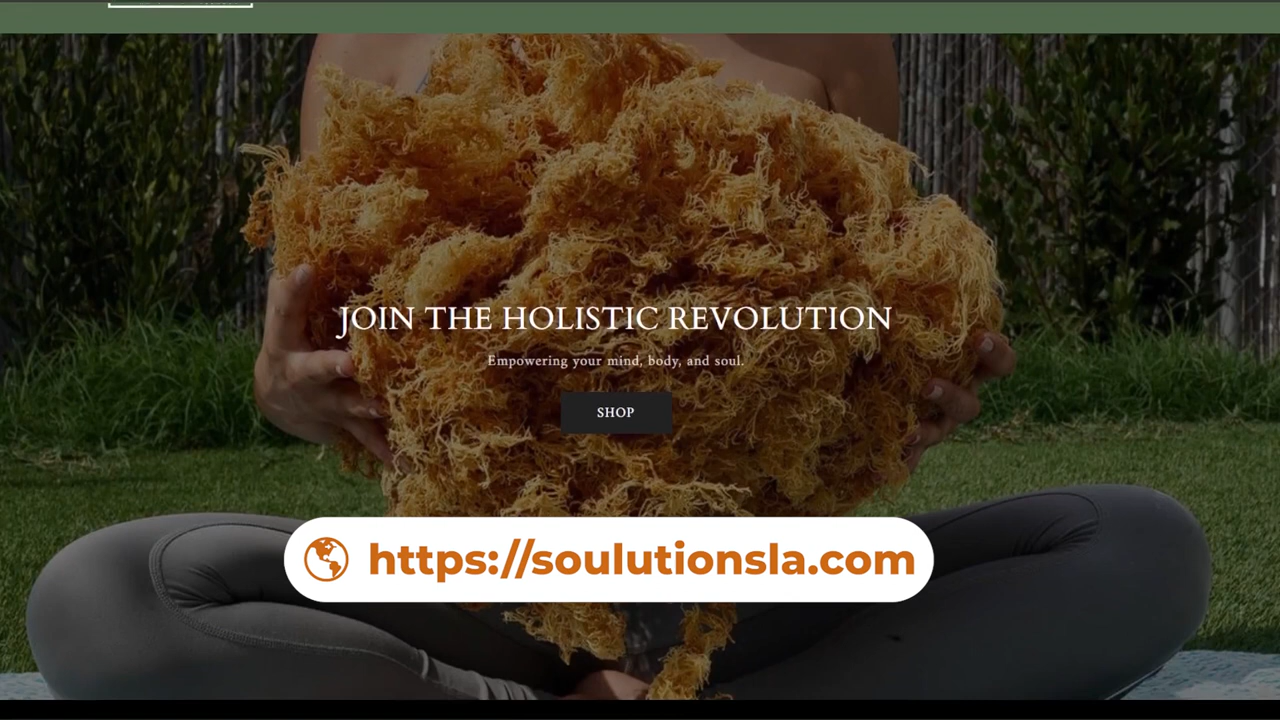 JOIN THE HOLISTIC REVOLUTION
Empowering your mind, body, and soul.
SHOP
https://soulutionsla.com